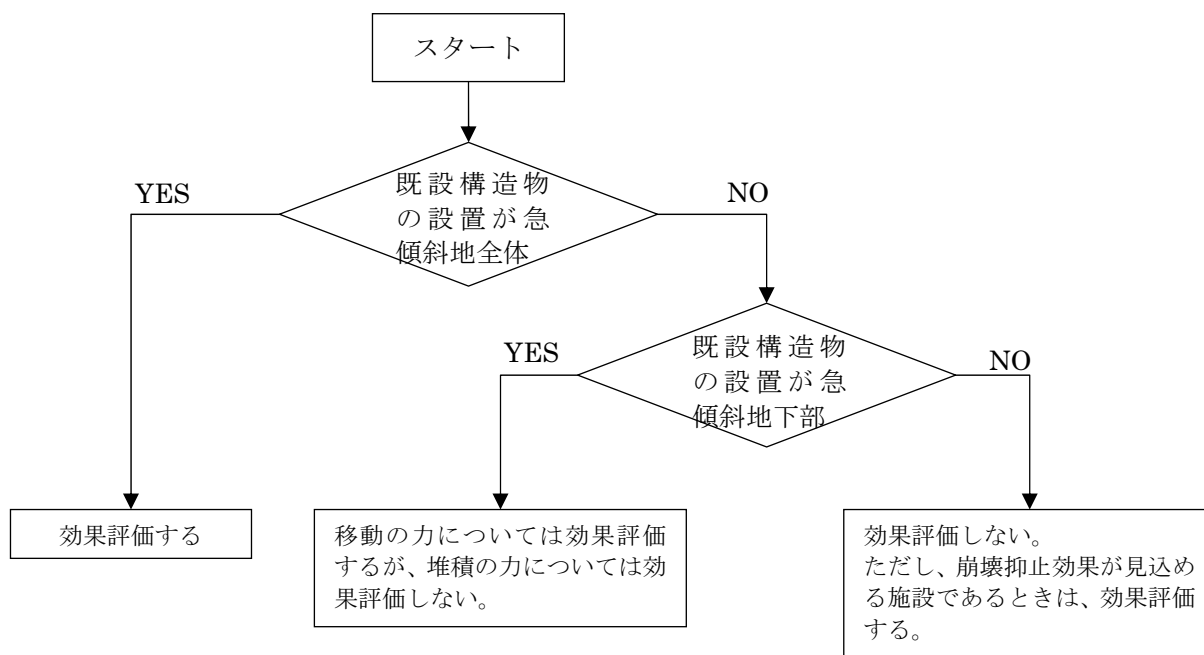 スタート
YES
既設構造物
の設置が急
傾斜地全体
NO
YES
既設構造物
の設置が急
傾斜地下部
NO
効果評価する
移動の力については効果評価
するが、堆積の力については効
果評価しない。
効果評価しない。
ただし、崩壊抑止効果が見込め
る施設であるときは、効果評価
する。